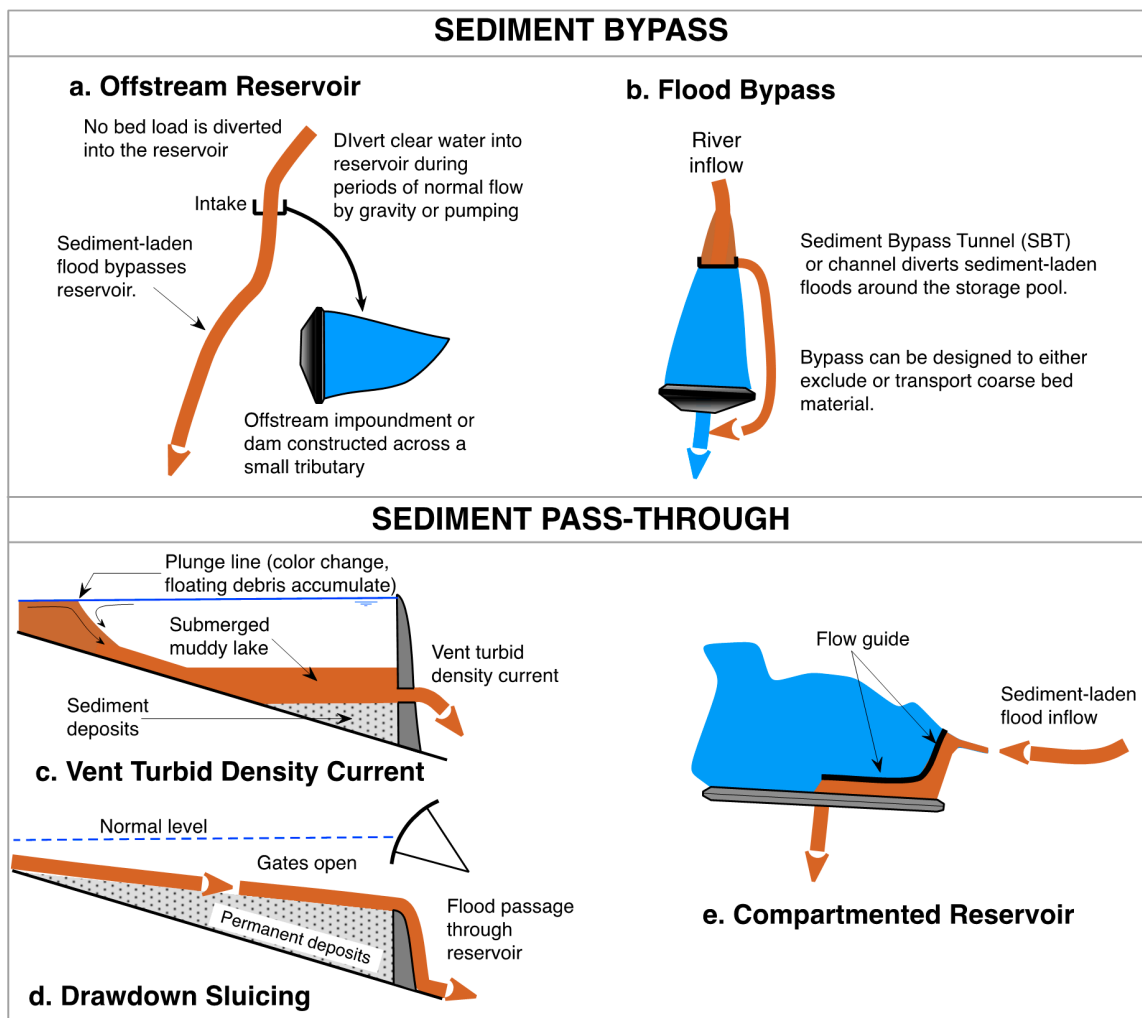 SEDIMENT BYPASS
a. Offstream Reservoir
No bed load is diverted
into the reservoir
DIvert clear water into
reservoir during
periods of normal flow
by gravity or pumping
Intake
Sediment-laden
flood bypasses
reservoir.
Offstream impoundment or
dam constructed across a
small tributary
b. Flood Bypass
River
inflow
Sediment Bypass Tunnel (SBT)
or channel diverts sediment-laden
floods around the storage pool.
Bypass can be designed to either
exclude or transport coarse bed
material.
SEDIMENT PASS-THROUGH
Plunge line (color change,
floating debris accumulate)
Submerged
muddy lake
Vent turbid
density current
Sediment
deposits
c. Vent Turbid Density Current
Normal level
Gates open
Permanent deposits
Flood passage
through
reservoir
d. Drawdown Sluicing
Flow guide
Sediment-laden
flood inflow
e. Compartmented Reservoir